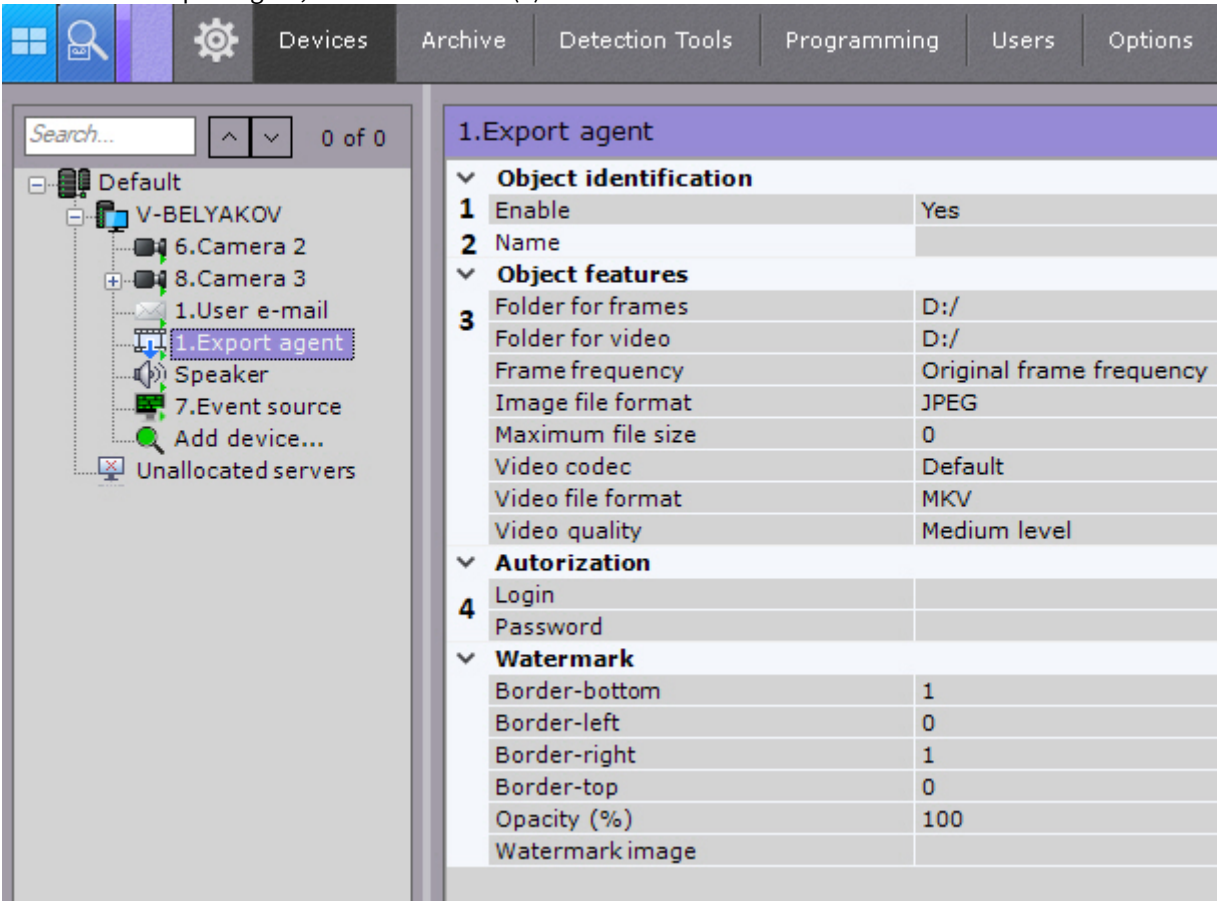 Devices Archive Detection Tools Programming Users Options
Search... 0 of 0
Default
V-BELYAKOV
6.Camera 2
8.Camera 3
1.User e-mail
1.Export agent
Speaker
7.Event source
Add device...
Unallocated servers
1.Export agent
Object identification
1 Enable Yes
2 Name
Object features
3
Folder for frames D:/
Folder for video D:/
Frame frequency Original frame frequency
Image file format JPEG
Maximum file size 0
Video codec Default
Video file format MKV
Video quality Medium level
Autorization
4
Login
Password
Watermark
Border-bottom 1
Border-left 0
Border-right 1
Border-top 0
Opacity (%) 100
Watermark image